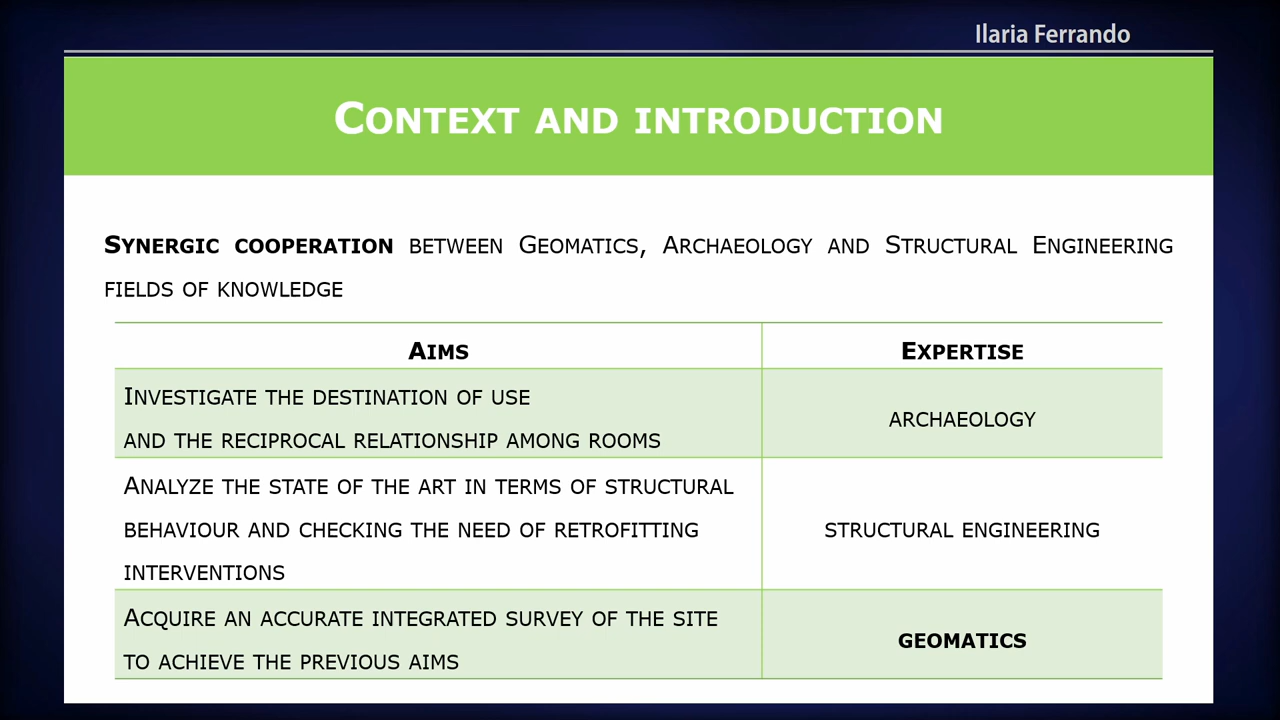 Ilaria Ferrando
CONTEXT AND INTRODUCTION
SYNERGIC COOPERATION BETWEEN GEOMATICS, ARCHAEOLOGY AND STRUCTURAL ENGINEERING
FIELDS OF KNOWLEDGE
AIMS
EXPERTISE
INVESTIGATE THE DESTINATION OF USE
AND THE RECIPROCAL RELATIONSHIP AMONG ROOMS
ARCHAEOLOGY
ANALYZE THE STATE OF THE ART IN TERMS OF STRUCTURAL
BEHAVIOUR AND CHECKING THE NEED OF RETROFITTING
INTERVENTIONS
STRUCTURAL ENGINEERING
ACQUIRE AN ACCURATE INTEGRATED SURVEY OF THE SITE
TO ACHIEVE THE PREVIOUS AIMS
GEOMATICS